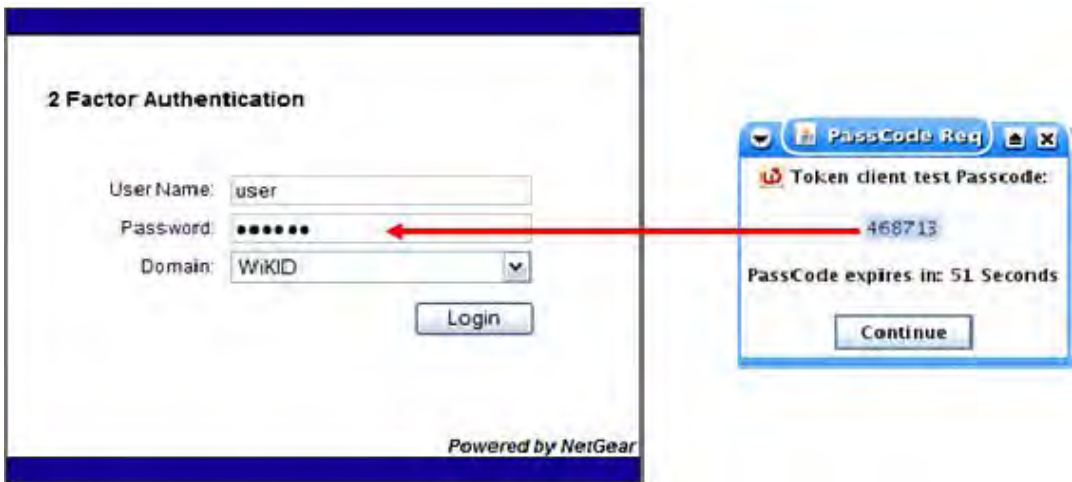 2 Factor Authentication
User Name: user
Password: ••••••
Domain: WiKID
Login
Powered by NetGear
PassCode Req
Token client test Passcode:
468713
PassCode expires in: 51 Seconds
Continue